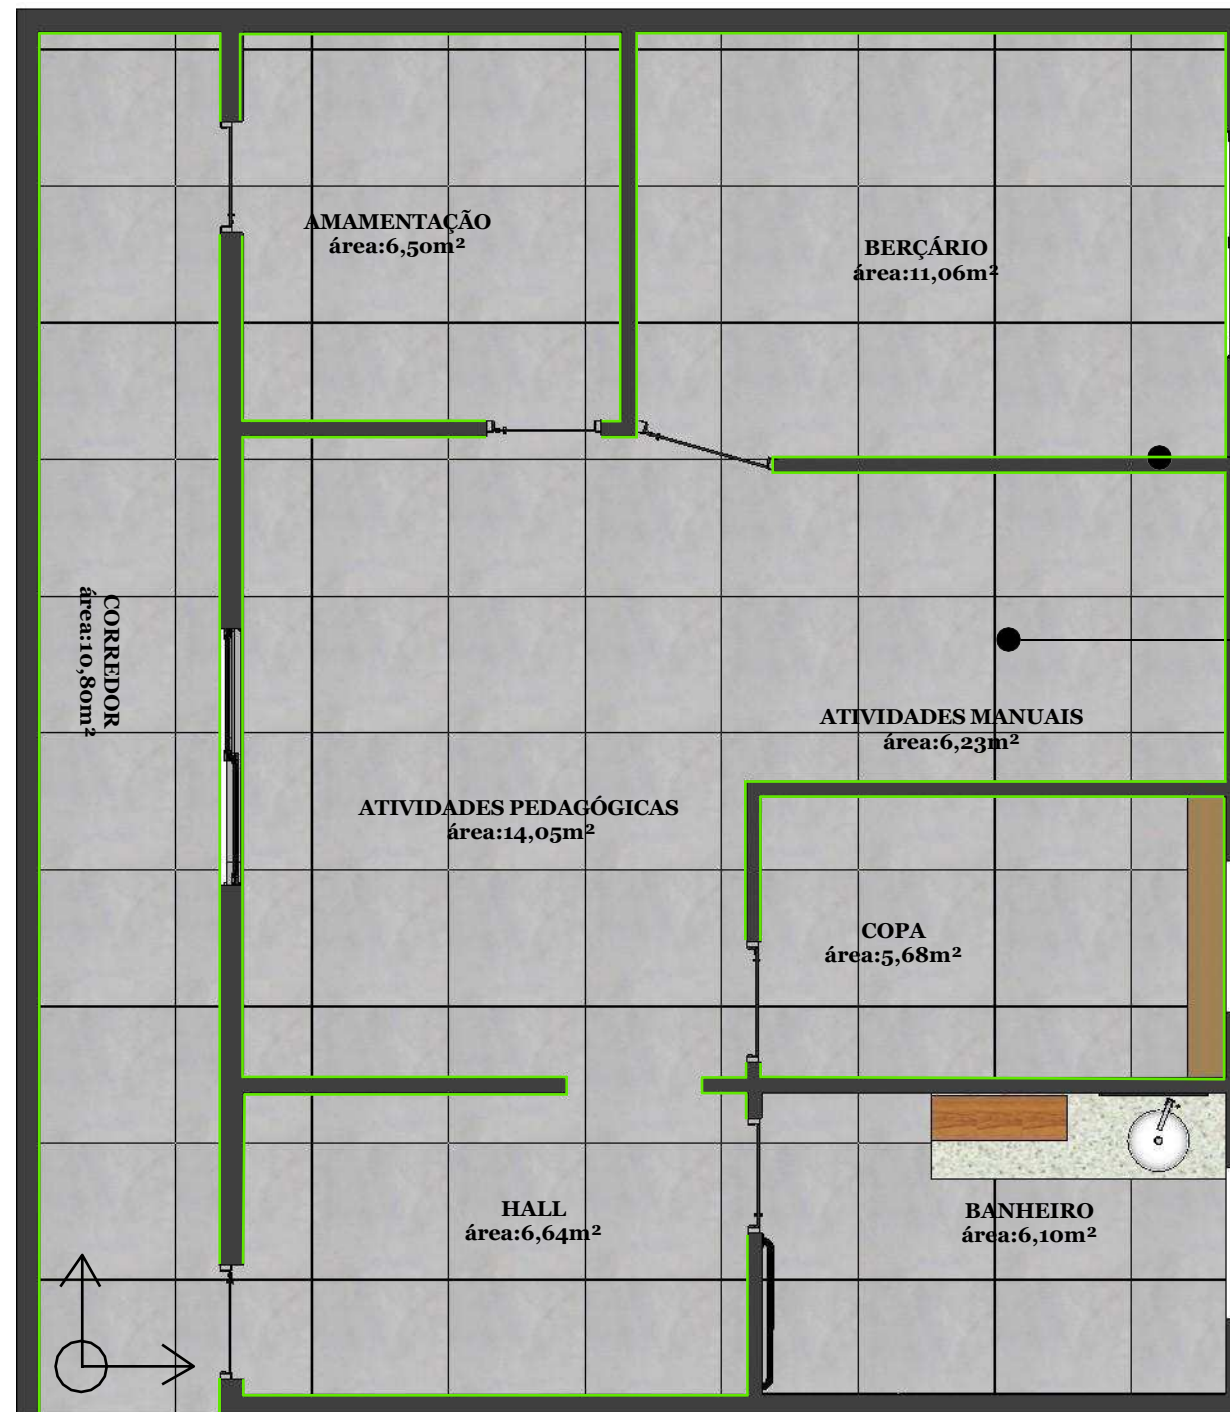 AMAMENTAÇÃO
área:6,50m²
BERÇÁRIO
área:11,06m²
CORREDOR
área:10,80m²
ATIVIDADES MANUAIS
área:6,23m²
ATIVIDADES PEDAGÓGICAS
área:14,05m²
COPA
área:5,68m²
HALL
área:6,64m²
BANHEIRO
área:6,10m²